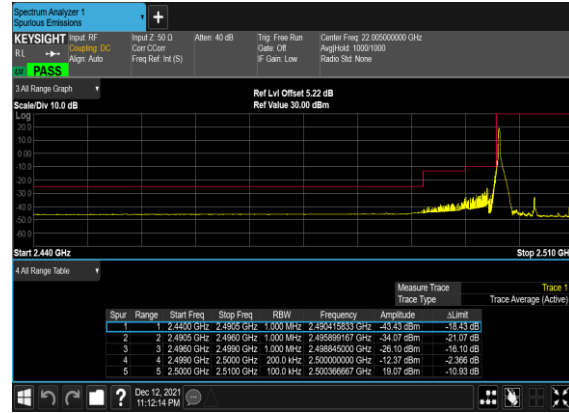 Spectrum Analyzer 1
Spurious Emissions
+
KEYSIGHT Input: RF Input Z: 50 Ω Atten: 40 dB Trig: Free Run Center Freq: 22.005000000 GHz
RL Coupling: DC Corr CCorr Gate: Off Avg|Hold: 1000/1000
Align: Auto Freq Ref: Int (S) IF Gain: Low Radio Std: None
PASS
3 All Range Graph Ref Lvl Offset 5.22 dB
Scale/Div 10.0 dB Ref Value 30.00 dBm
Log
20.0
10.0
0.00
-10.0
-20.0
-30.0
-40.0
-50.0
-60.0
Start 2.440 GHz Stop 2.510 GH
4 All Range Table
Measure Trace Trace 1
Trace Type Trace Average (Active)
Spur Range Start Freq Stop Freq RBW Frequency Amplitude ΔLimit
1 1 2.4400 GHz 2.4905 GHz 1.000 MHz 2.490415833 GHz -43.43 dBm -18.43 dB
2 2 2.4905 GHz 2.4960 GHz 1.000 MHz 2.495899167 GHz -34.07 dBm -21.07 dB
3 3 2.4960 GHz 2.4990 GHz 1.000 MHz 2.498845000 GHz -26.10 dBm -16.10 dB
4 4 2.4990 GHz 2.5000 GHz 200.0 kHz 2.500000000 GHz -12.37 dBm -2.366 dB
5 5 2.5000 GHz 2.5100 GHz 100.0 kHz 2.500366667 GHz 19.07 dBm -10.93 dB
? Dec 12, 2021
11:12:14 PM